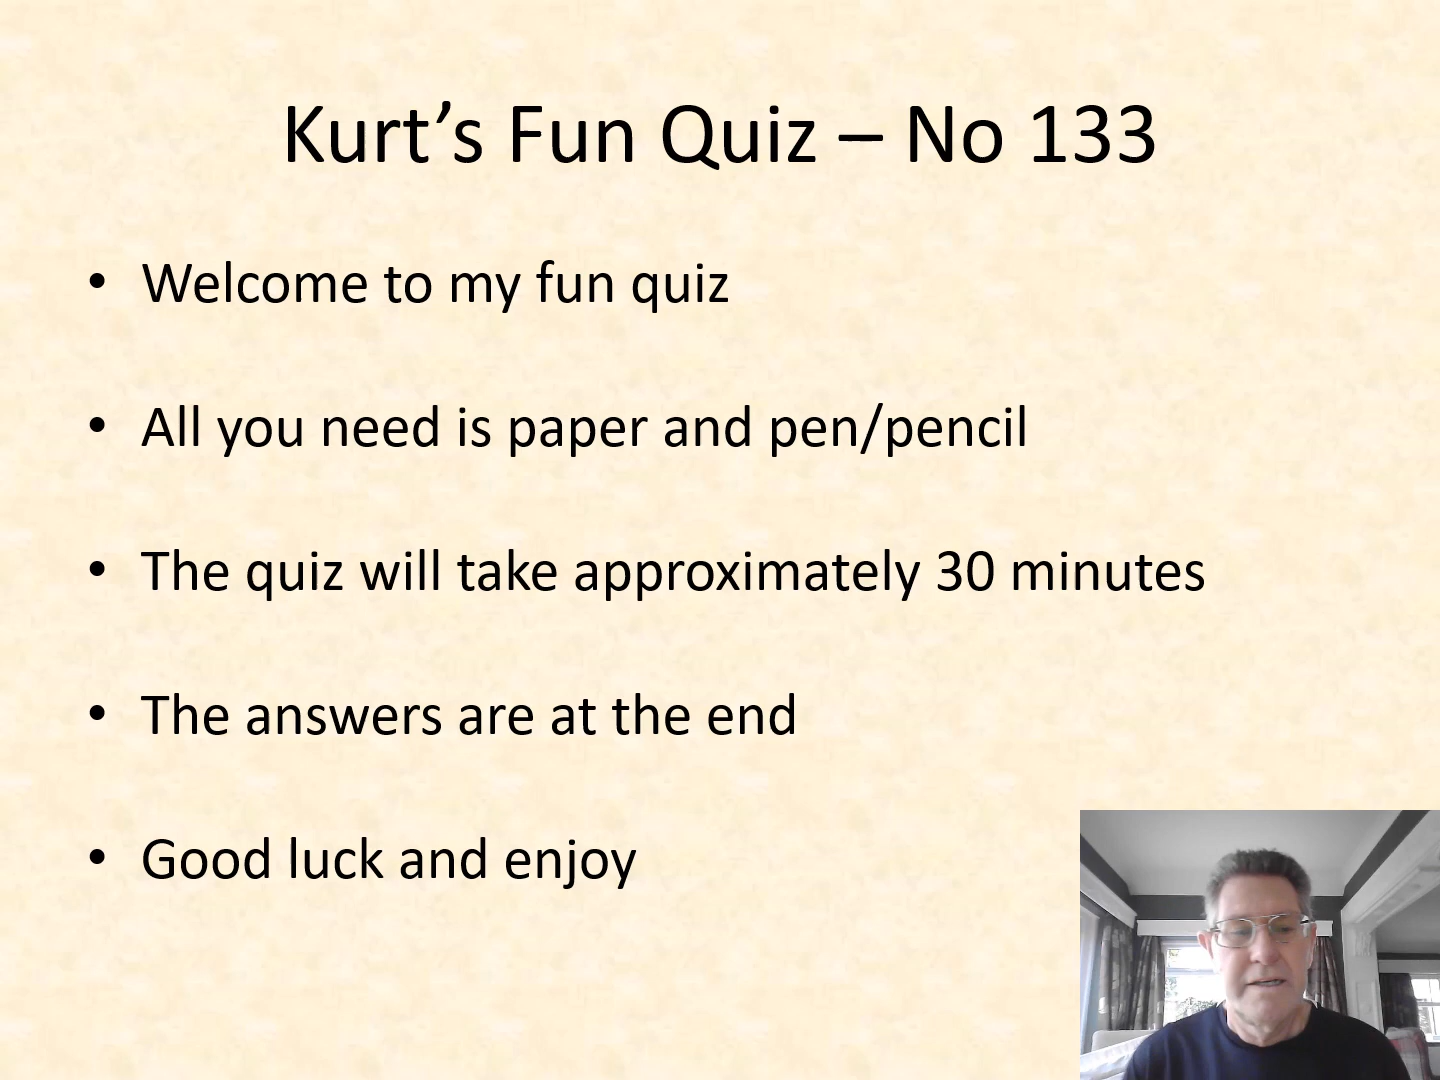 Kurt’s Fun Quiz – No 133
• Welcome to my fun quiz
• All you need is paper and pen/pencil
• The quiz will take approximately 30 minutes
• The answers are at the end
• Good luck and enjoy